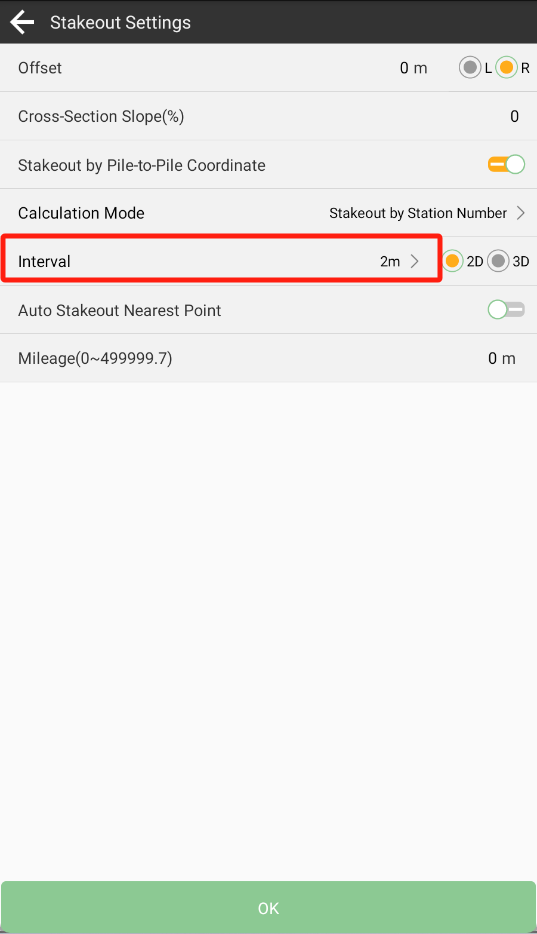 Stakeout Settings
Offset 0 m L R
Cross-Section Slope(%) 0
Stakeout by Pile-to-Pile Coordinate
Calculation Mode Stakeout by Station Number
Interval 2m 2D 3D
Auto Stakeout Nearest Point
Mileage(0~499999.7) 0 m
OK